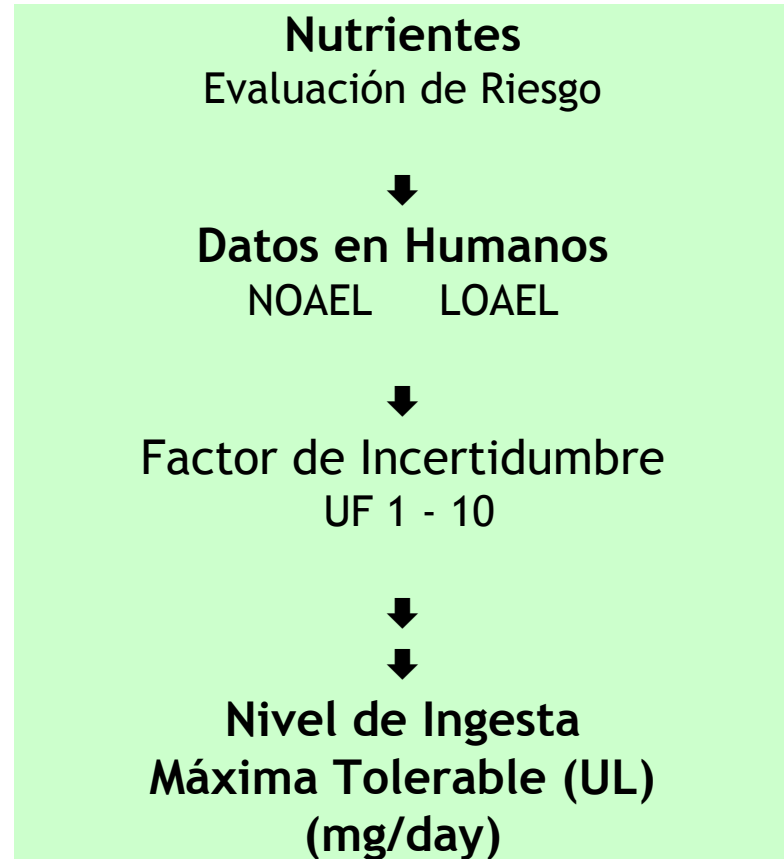 Nutrientes
Evaluación de Riesgo
Datos en Humanos
NOAEL LOAEL
Factor de Incertidumbre
UF 1 - 10
Nivel de Ingesta
Máxima Tolerable (UL)
(mg/day)